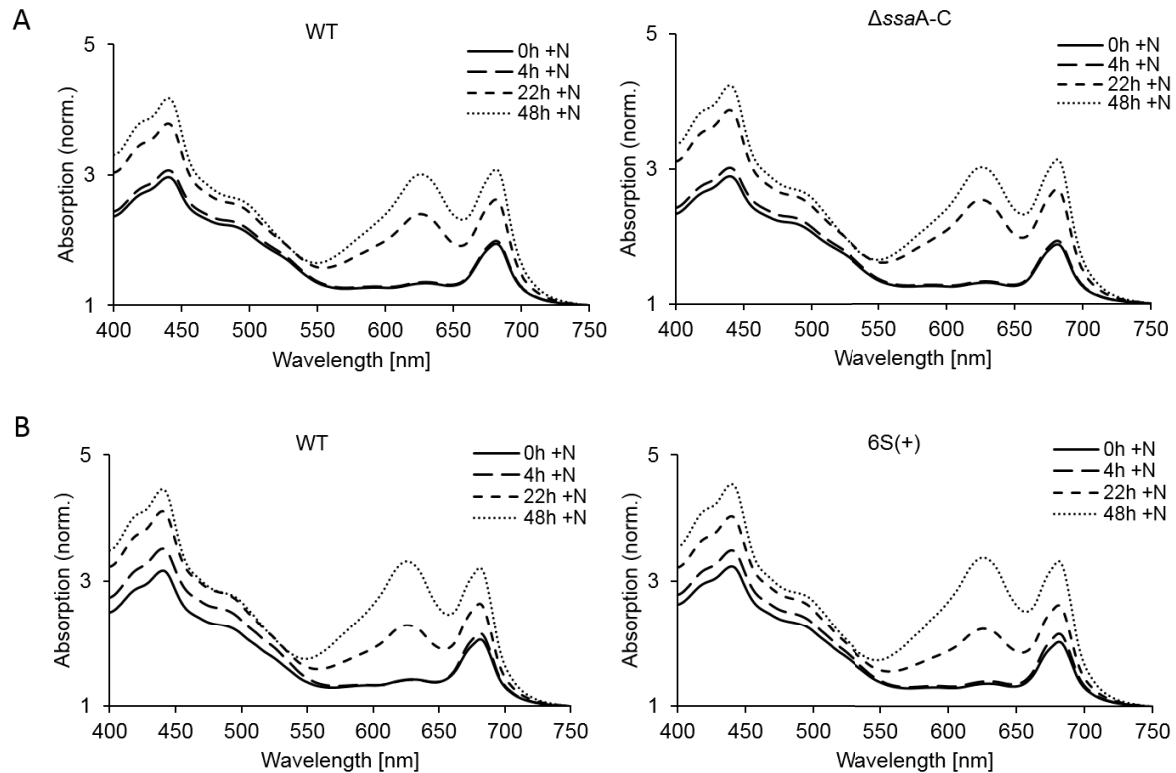 A
WT
0h +N
4h +N
22h +N
48h +N
5
3
1
Absorption (norm.)
400 450 500 550 600 650 700 750
Wavelength [nm]
ΔssaA-C
0h +N
4h +N
22h +N
48h +N
5
3
1
Absorption (norm.)
400 450 500 550 600 650 700 750
Wavelength [nm]
B
WT
0h +N
4h +N
22h +N
48h +N
5
3
1
Absorption (norm.)
400 450 500 550 600 650 700 750
Wavelength [nm]
6S(+)
0h +N
4h +N
22h +N
48h +N
5
3
1
Absorption (norm.)
400 450 500 550 600 650 700 750
Wavelength [nm]